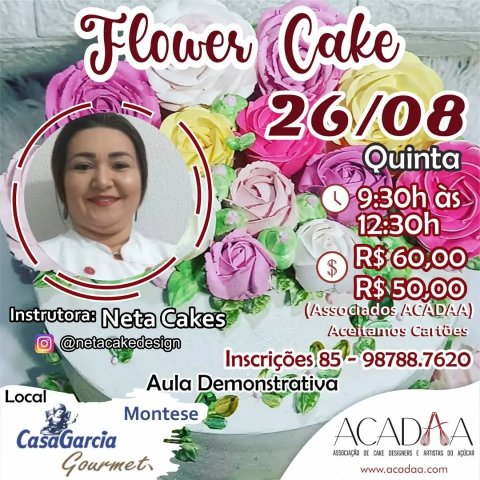 Flower Cake
26/08
Quinta
9:30h às
12:30h
$
R$ 60,00
R$ 50,00
(Associados ACADAA)
Aceitamos Cartões
Instrutora: Neta Cakes
@netacakedesign
Inscrições 85 - 98788.7620
Aula Demonstrativa
Local
Montese
CasaGarcia
Gourmet
ACADAA
ASSOCIAÇÃO DE CAKE DESIGNERS E ARTISTAS DO AÇÚCAR
www.acadaa.com